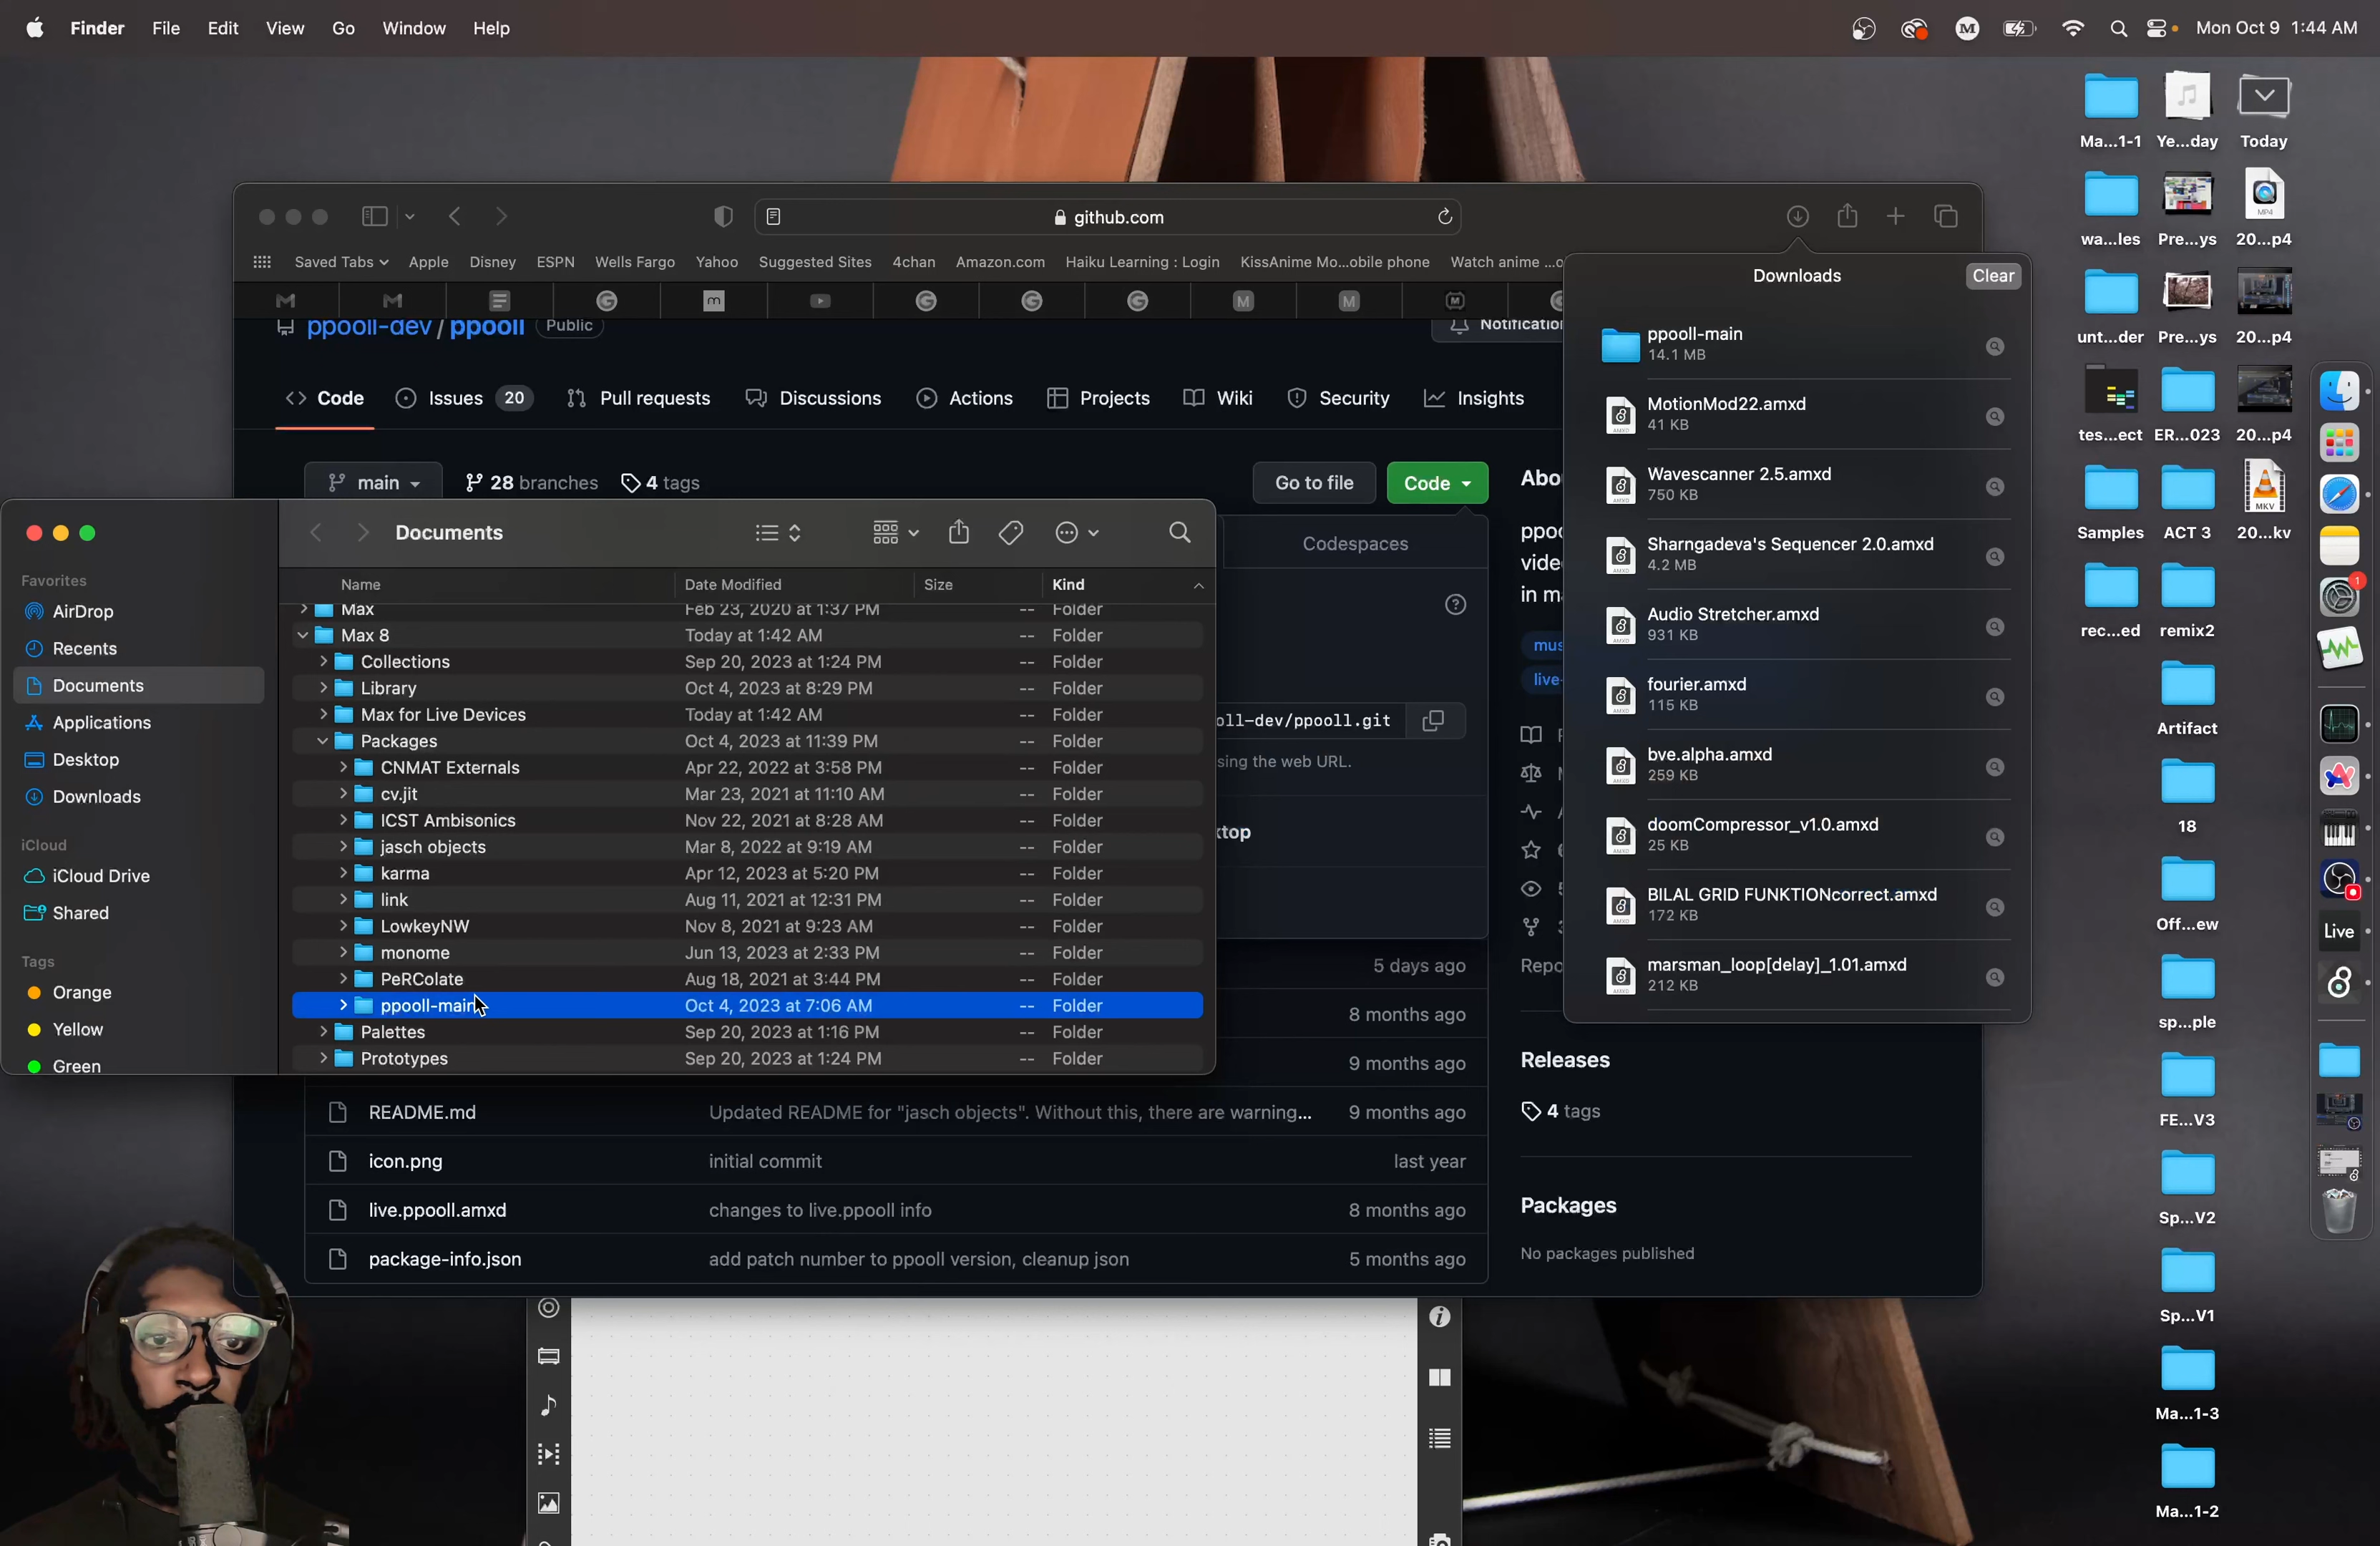 Finder File Edit View Go Window Help
M
Mon Oct 9 1:44 AM
github.com
Saved Tabs Apple Disney ESPN Wells Fargo Yahoo Suggested Sites 4chan Amazon.com Haiku Learning : Login KissAnime Mo...obile phone Watch anime ...o
ppooll-dev / ppooll Public
Notification
Code Issues 20 Pull requests Discussions Actions Projects Wiki Security Insights
main 28 branches 4 tags Go to file Code
Codespaces
oll-dev/ppooll.git
sing the web URL.
ktop
5 days ago
8 months ago
9 months ago
README.md Updated README for "jasch objects". Without this, there are warning... 9 months ago
icon.png initial commit last year
live.ppooll.amxd changes to live.ppooll info 8 months ago
package-info.json add patch number to ppooll version, cleanup json 5 months ago
Abo
ppoo
vide
in m
mus
live-
Repo
Releases
4 tags
Packages
No packages published
Documents
Favorites
AirDrop
Recents
Documents
Applications
Desktop
Downloads
iCloud
iCloud Drive
Shared
Tags
Orange
Yellow
Green
Name Date Modified Size Kind
Max Feb 23, 2020 at 1:37 PM -- Folder
Max 8 Today at 1:42 AM -- Folder
Collections Sep 20, 2023 at 1:24 PM -- Folder
Library Oct 4, 2023 at 8:29 PM -- Folder
Max for Live Devices Today at 1:42 AM -- Folder
Packages Oct 4, 2023 at 11:39 PM -- Folder
CNMAT Externals Apr 22, 2022 at 3:58 PM -- Folder
cv.jit Mar 23, 2021 at 11:10 AM -- Folder
ICST Ambisonics Nov 22, 2021 at 8:28 AM -- Folder
jasch objects Mar 8, 2022 at 9:19 AM -- Folder
karma Apr 12, 2023 at 5:20 PM -- Folder
link Aug 11, 2021 at 12:31 PM -- Folder
LowkeyNW Nov 8, 2021 at 9:23 AM -- Folder
monome Jun 13, 2023 at 2:33 PM -- Folder
PeRColate Aug 18, 2021 at 3:44 PM -- Folder
ppooll-main Oct 4, 2023 at 7:06 AM -- Folder
Palettes Sep 20, 2023 at 1:16 PM -- Folder
Prototypes Sep 20, 2023 at 1:24 PM -- Folder
Downloads Clear
ppooll-main
14.1 MB
MotionMod22.amxd
41 KB
Wavescanner 2.5.amxd
750 KB
Sharngadeva's Sequencer 2.0.amxd
4.2 MB
Audio Stretcher.amxd
931 KB
fourier.amxd
115 KB
bve.alpha.amxd
259 KB
doomCompressor_v1.0.amxd
25 KB
BILAL GRID FUNKTIONcorrect.amxd
172 KB
marsman_loop[delay]_1.01.amxd
212 KB
Ma...1-1 Ye...day Today
MP4
wa...les Pre...ys 20...p4
unt...der Pre...ys 20...p4
tes...ect ER...023 20...p4
MKV
Samples ACT 3 20...kv
rec...ed remix2
Artifact
18
Off...ew
sp...ple
FE...V3
Sp...V2
Sp...V1
Ma...1-3
Ma...1-2
1
Live